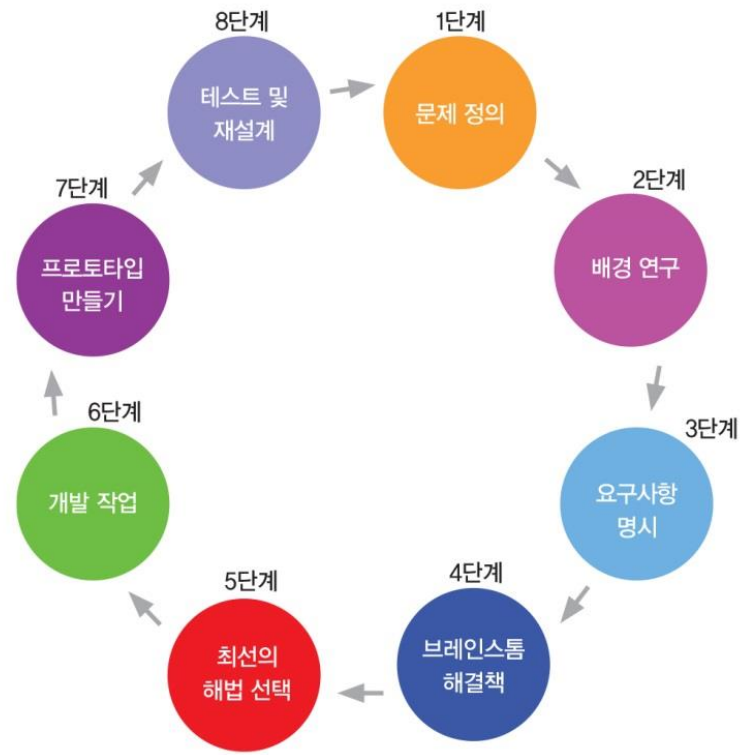 1단계
문제 정의
2단계
배경 연구
3단계
요구사항
명시
4단계
브레인스톰
해결책
5단계
최선의
해법 선택
6단계
개발 작업
7단계
프로토타입
만들기
8단계
테스트 및
재설계